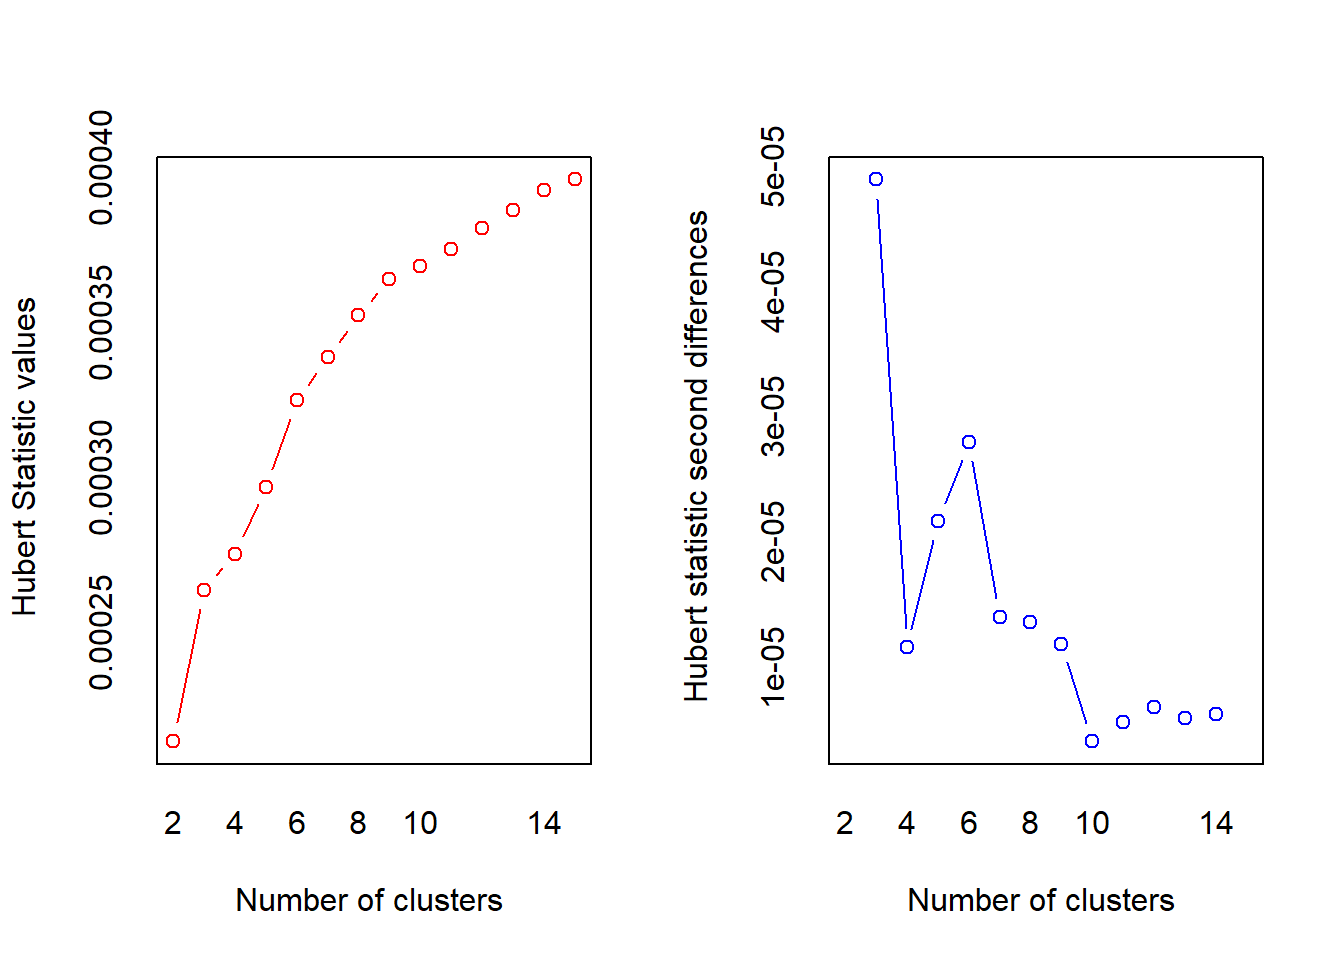 Hubert Statistic values
0.00040
0.00035
0.00030
0.00025
2 4 6 8 10 14
Number of clusters
Hubert statistic second differences
5e-05
4e-05
3e-05
2e-05
1e-05
2 4 6 8 10 14
Number of clusters